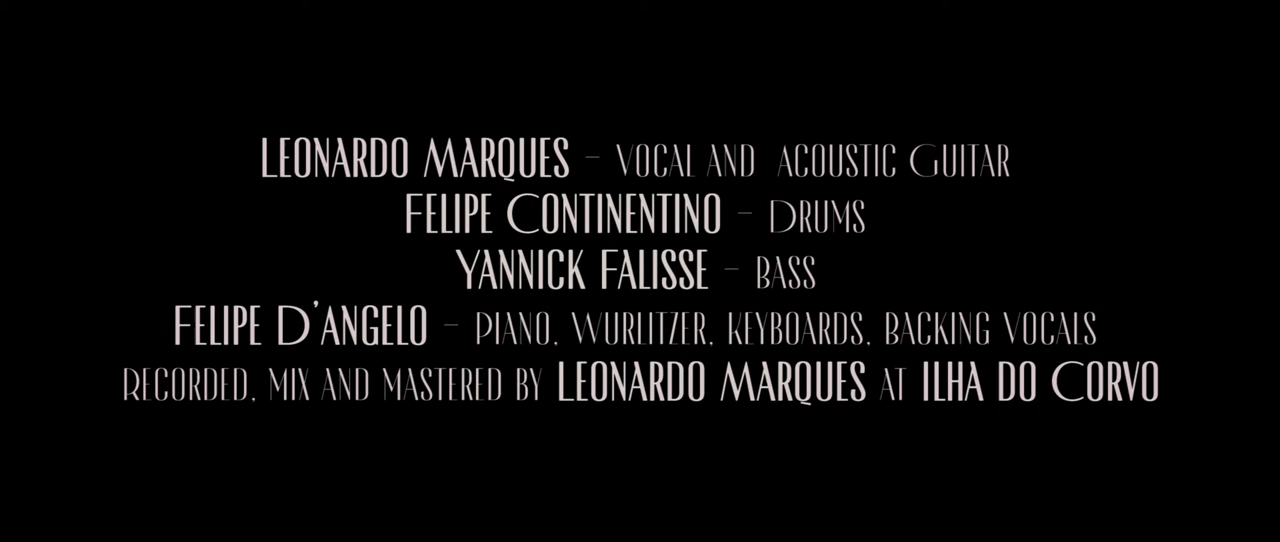 LEONARDO MARQUES – VOCAL AND ACOUSTIC GUITAR
FELIPE CONTINENTINO – DRUMS
YANNICK FALISSE – BASS
FELIPE D'ANGELO – PIANO, WURLITZER, KEYBOARDS, BACKING VOCALS
RECORDED, MIX AND MASTERED BY LEONARDO MARQUES AT ILHA DO CORVO